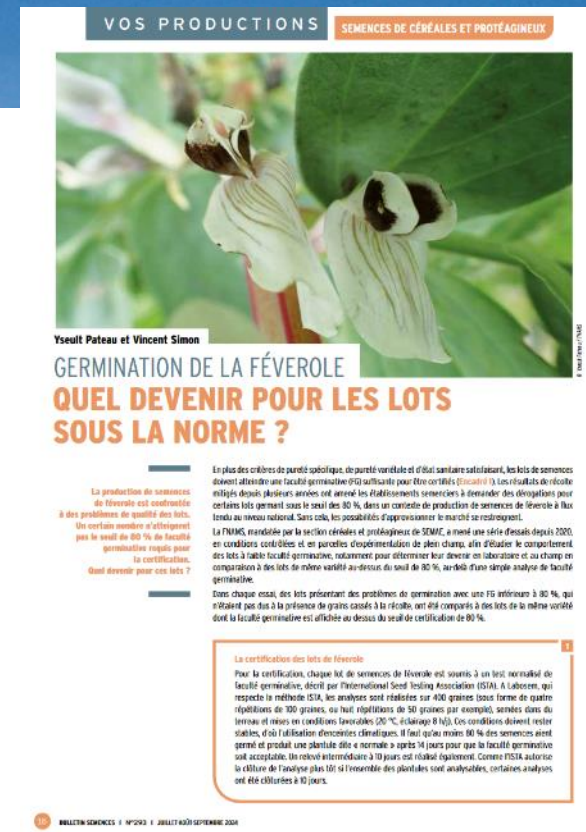 VOS PRODUCTIONS
SEMENCES DE CÉRÉALES ET PROTÉAGINEUX
Yseult Pateau et Vincent Simon
GERMINATION DE LA FÉVEROLE
QUEL DEVENIR POUR LES LOTS
SOUS LA NORME ?
La production de semences
de féverole est confrontée
à des problèmes de qualité des lots.
Un certain nombre n'atteignent
pas le seuil de 80 % de faculté
germinative requis pour
la certification.
Quel devenir pour ces lots ?
En plus des critères de pureté spécifique, de pureté variétale et d'état sanitaire satisfaisant, les lots de semences
doivent atteindre une faculté germinative (FG) suffisante pour être certifiés (Encadré 1). Les résultats de récolte
mitigés depuis plusieurs années ont amené les établissements semenciers à demander des dérogations pour
certains lots germant sous le seuil des 80 %, dans un contexte de production de semences de féverole à flux
tendu au niveau national. Sans cela, les possibilités d'approvisionner le marché se restreignent.
La FNAMS, mandatée par la section céréales et protéagineux de SEMAE, a mené une série d'essais depuis 2020,
en conditions contrôlées et en parcelles d'expérimentation de plein champ, afin d'étudier le comportement
des lots à faible faculté germinative, notamment pour déterminer leur devenir en laboratoire et au champ en
comparaison à des lots de même variété au-dessus du seuil de 80 %, au-delà d'une simple analyse de faculté
germinative.
Dans chaque essai, des lots présentant des problèmes de germination avec une FG inférieure à 80 %, qui
n'étaient pas dus à la présence de grains cassés à la récolte, ont été comparés à des lots de la même variété
dont la faculté germinative est affichée au dessus du seuil de certification de 80 %.
1
La certification des lots de féverole
Pour la certification, chaque lot de semences de féverole est soumis à un test normalisé de
faculté germinative, décrit par l'International Seed Testing Association (ISTA). A Labosem, qui
respecte la méthode ISTA, les analyses sont réalisées sur 400 graines (sous forme de quatre
répétitions de 100 graines, ou huit répétitions de 50 graines par exemple), semées dans du
terreau et mises en conditions favorables (20 °C, éclairage 8 h/j). Ces conditions doivent rester
stables, d'où l'utilisation d'enceintes climatiques. Il faut qu'au moins 80 % des semences aient
germé et produit une plantule dite « normale » après 14 jours pour que la faculté germinative
soit acceptable. Un relevé intermédiaire à 10 jours est réalisé également. Comme l'ISTA autorise
la clôture de l'analyse plus tôt si l'ensemble des plantules sont analysables, certaines analyses
ont été clôturées à 10 jours.
BULLETIN SEMENCES I N°293 I JUILLET AOÛT SEPTEMBRE 2024